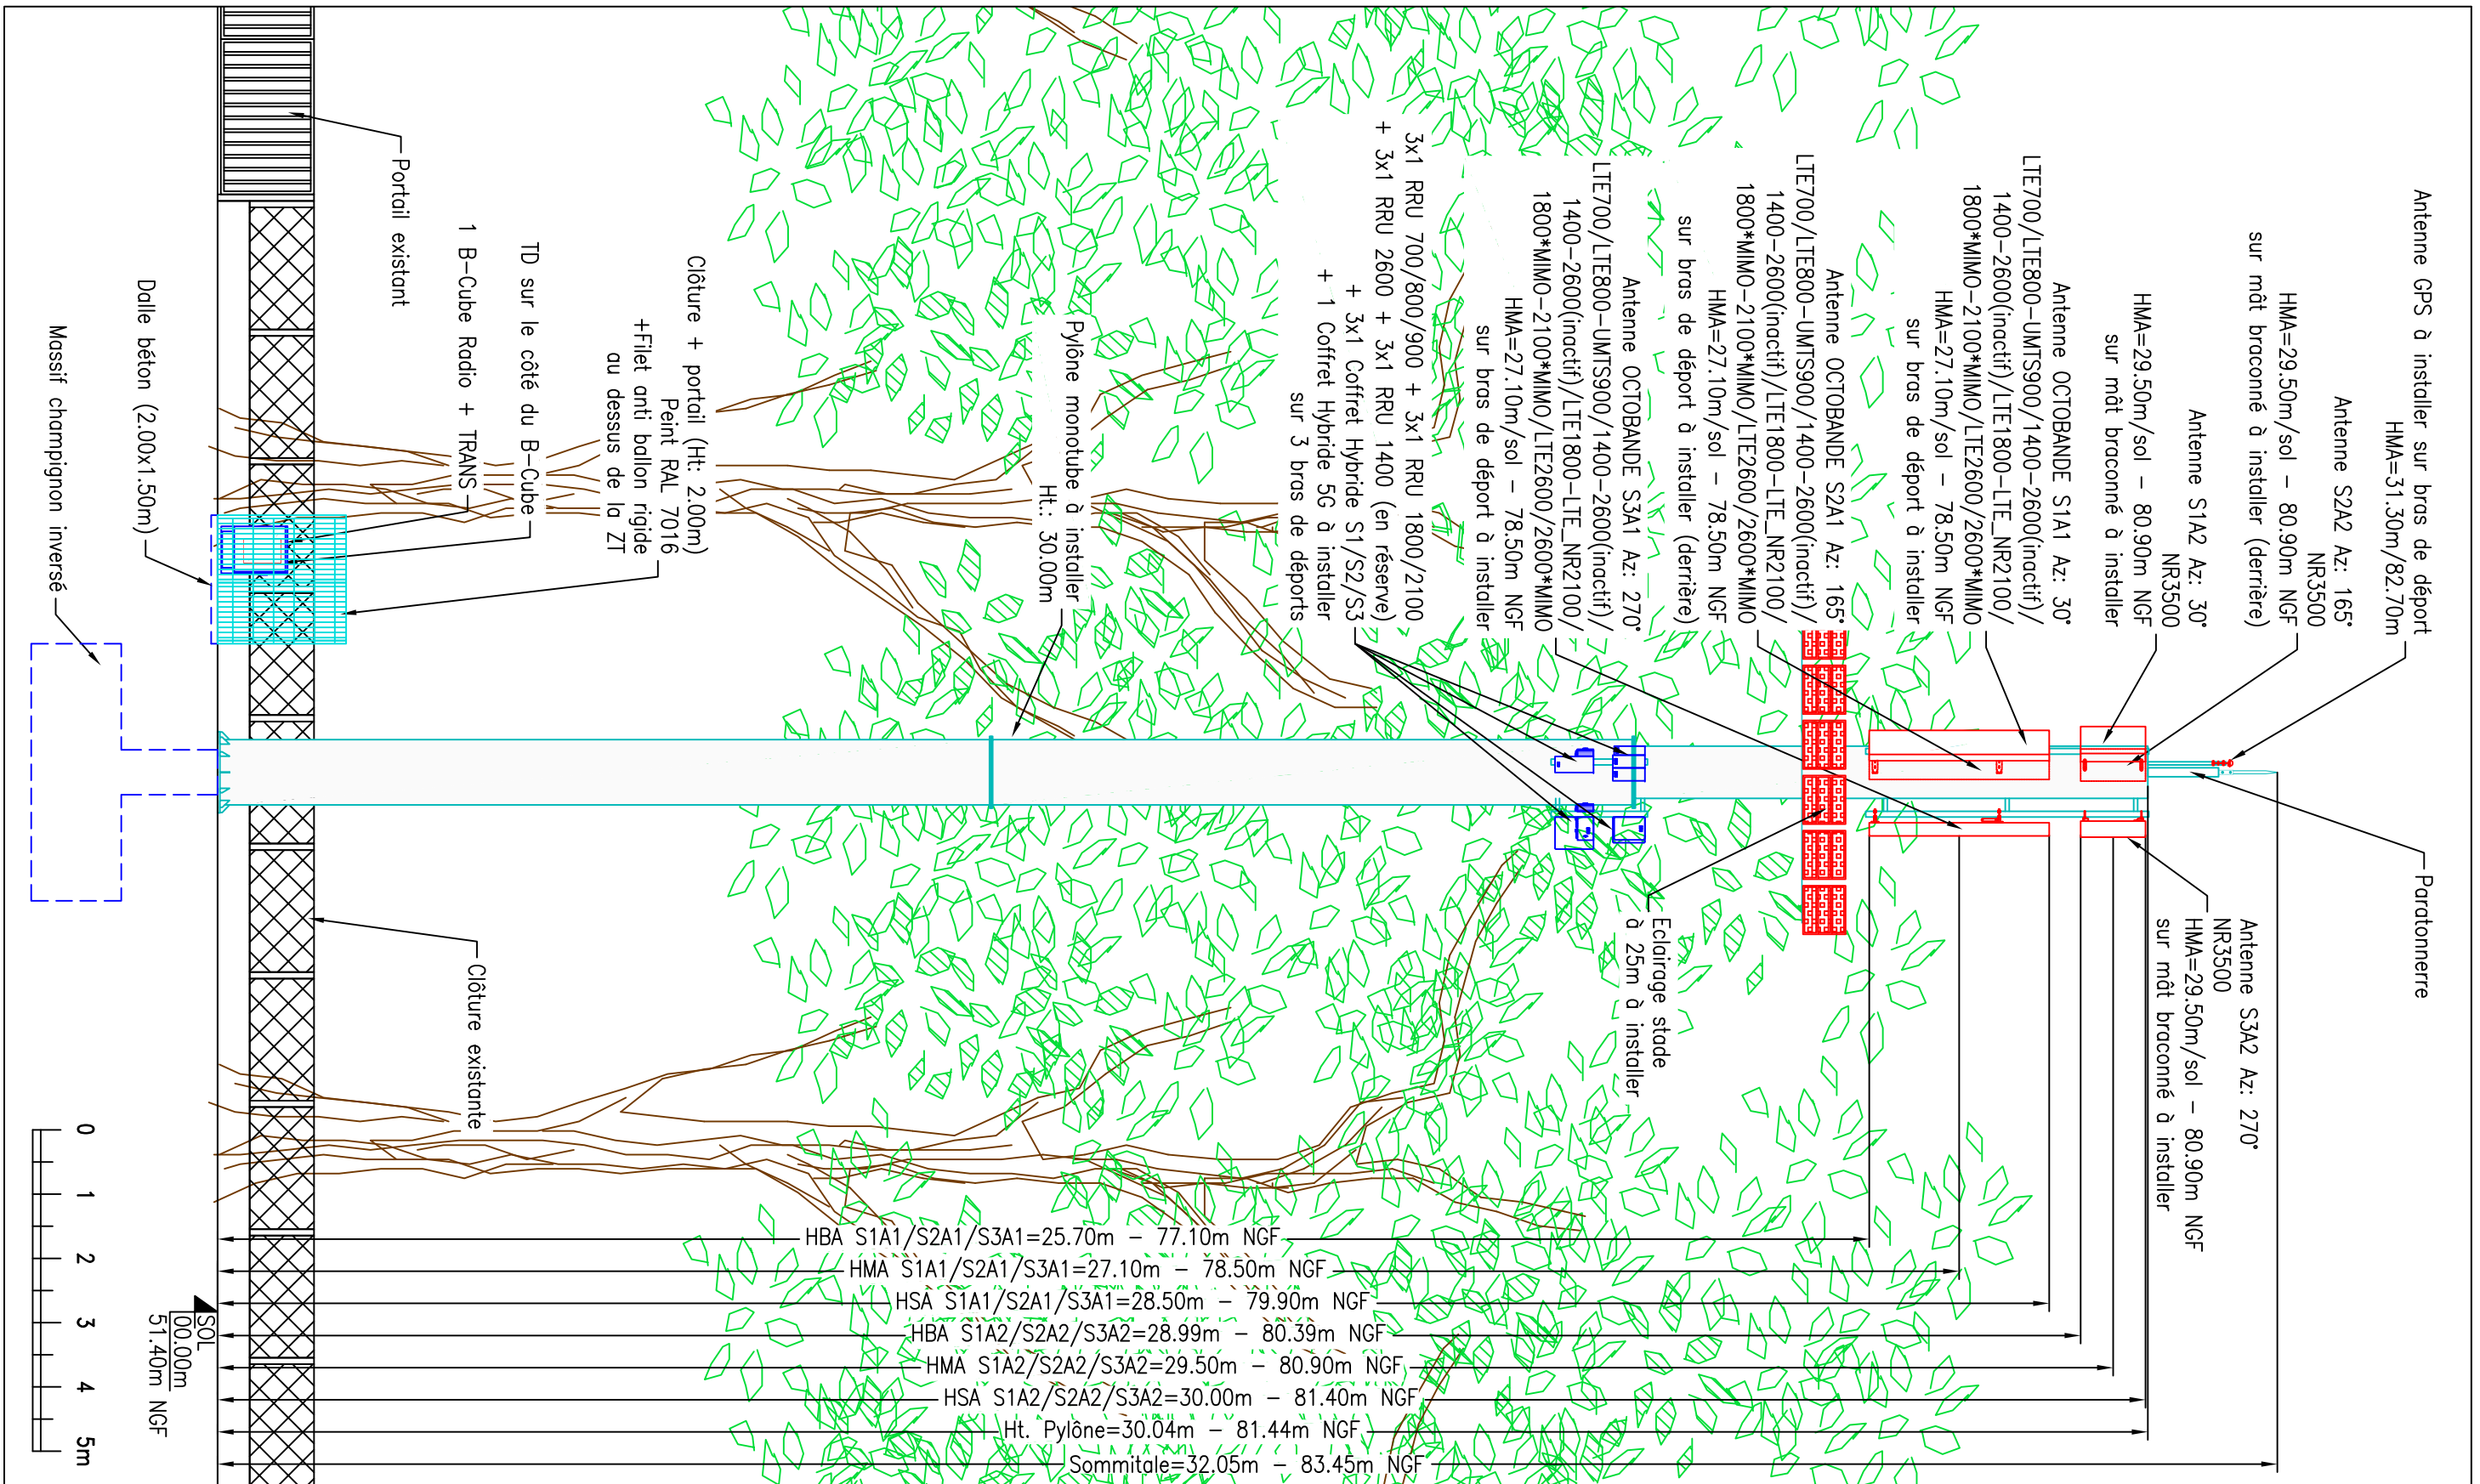 Antenne GPS à installer sur bras de déport
HMA=31.30m/82.70m
Paratonnerre
Antenne S2A2 Az: 165°
NR3500
HMA=29.50m/sol - 80.90m NGF
sur mât braconné à installer (derrière)
Antenne S1A2 Az: 30°
NR3500
HMA=29.50m/sol - 80.90m NGF
sur mât braconné à installer
Antenne S3A2 Az: 270°
NR3500
HMA=29.50m/sol - 80.90m NGF
sur mât braconné à installer
Antenne OCTOBANDE S1A1 Az: 30°
LTE700/LTE800-UMTS900/1400-2600(inactif)/
1400-2600(inactif)/LTE1800-LTE_NR2100/
1800*MIMO-2100*MIMO/LTE2600/2600*MIMO
HMA=27.10m/sol - 78.50m NGF
sur bras de déport à installer
Antenne OCTOBANDE S2A1 Az: 165°
LTE700/LTE800-UMTS900/1400-2600(inactif)/
1400-2600(inactif)/LTE1800-LTE_NR2100/
1800*MIMO-2100*MIMO/LTE2600/2600*MIMO
HMA=27.10m/sol - 78.50m NGF
sur bras de déport à installer (derrière)
Antenne OCTOBANDE S3A1 Az: 270°
LTE700/LTE800-UMTS900/1400-2600(inactif)/
1400-2600(inactif)/LTE1800-LTE_NR2100/
1800*MIMO-2100*MIMO/LTE2600/2600*MIMO
HMA=27.10m/sol - 78.50m NGF
sur bras de déport à installer
Eclairage stade
à 25m à installer
3x1 RRU 700/800/900 + 3x1 RRU 1800/2100
+ 3x1 RRU 2600 + 3x1 RRU 1400 (en réserve)
+ 3x1 Coffret Hybride S1/S2/S3
+ 1 Coffret Hybride 5G à installer
sur 3 bras de déports
Pylône monotube à installer
Ht.: 30.00m
Clôture + portail (Ht: 2.00m)
Peint RAL 7016
+Filet anti ballon rigide
au dessus de la ZT
TD sur le côté du B-Cube
1 B-Cube Radio + TRANS
Portail existant
Clôture existante
Dalle béton (2.00x1.50m)
Massif champignon inversé
HBA S1A1/S2A1/S3A1=25.70m - 77.10m NGF
HMA S1A1/S2A1/S3A1=27.10m - 78.50m NGF
HSA S1A1/S2A1/S3A1=28.50m - 79.90m NGF
HBA S1A2/S2A2/S3A2=28.99m - 80.39m NGF
HMA S1A2/S2A2/S3A2=29.50m - 80.90m NGF
HSA S1A2/S2A2/S3A2=30.00m - 81.40m NGF
Ht. Pylône=30.04m - 81.44m NGF
Sommitale=32.05m - 83.45m NGF
SOL
00.00m
51.40m NGF
0 1 2 3 4 5m